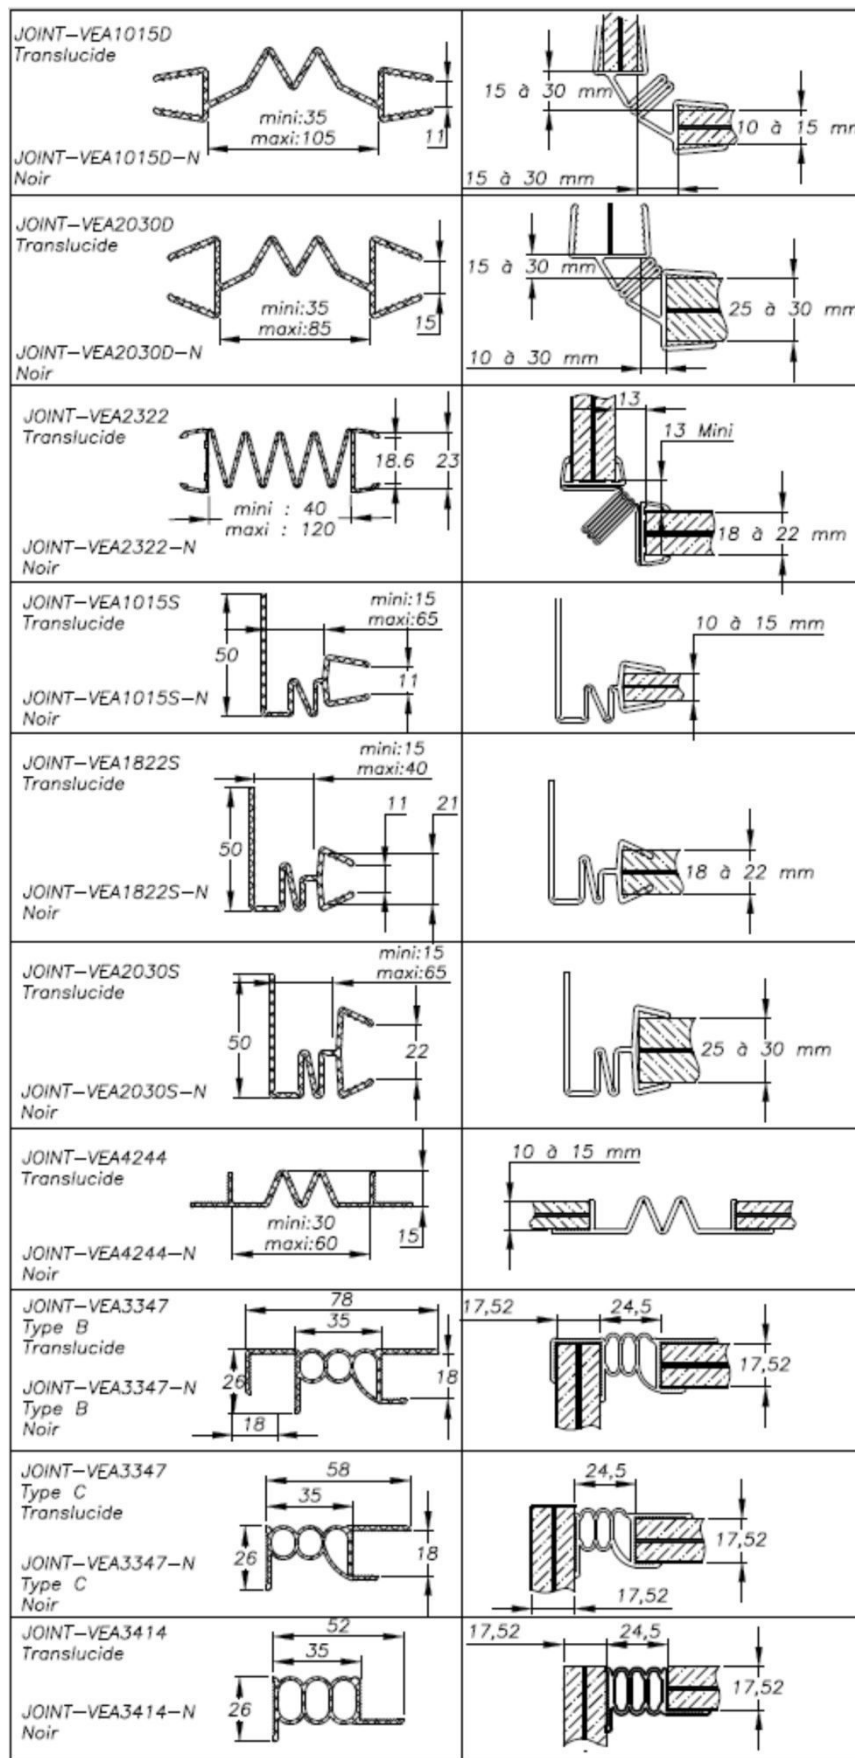 JOINT-VEA1015D
Translucide
mini:35
maxi:105
11
JOINT-VEA1015D-N
Noir
15 à 30 mm
10 à 15 mm
15 à 30 mm
JOINT-VEA2030D
Translucide
mini:35
maxi:85
15
JOINT-VEA2030D-N
Noir
15 à 30 mm
25 à 30 mm
10 à 30 mm
JOINT-VEA2322
Translucide
18.6
23
mini : 40
maxi : 120
JOINT-VEA2322-N
Noir
13
13 Mini
18 à 22 mm
JOINT-VEA1015S
Translucide
mini:15
maxi:65
50
11
JOINT-VEA1015S-N
Noir
10 à 15 mm
JOINT-VEA1822S
Translucide
mini:15
maxi:40
11
21
50
JOINT-VEA1822S-N
Noir
18 à 22 mm
JOINT-VEA2030S
Translucide
mini:15
maxi:65
50
22
JOINT-VEA2030S-N
Noir
25 à 30 mm
JOINT-VEA4244
Translucide
mini:30
maxi:60
15
JOINT-VEA4244-N
Noir
10 à 15 mm
JOINT-VEA3347
Type B
Translucide
78
35
26
18
18
JOINT-VEA3347-N
Type B
Noir
17,52
24,5
17,52
JOINT-VEA3347
Type C
Translucide
58
35
26
18
JOINT-VEA3347-N
Type C
Noir
24,5
17,52
17,52
JOINT-VEA3414
Translucide
52
35
26
JOINT-VEA3414-N
Noir
17,52
24,5
17,52